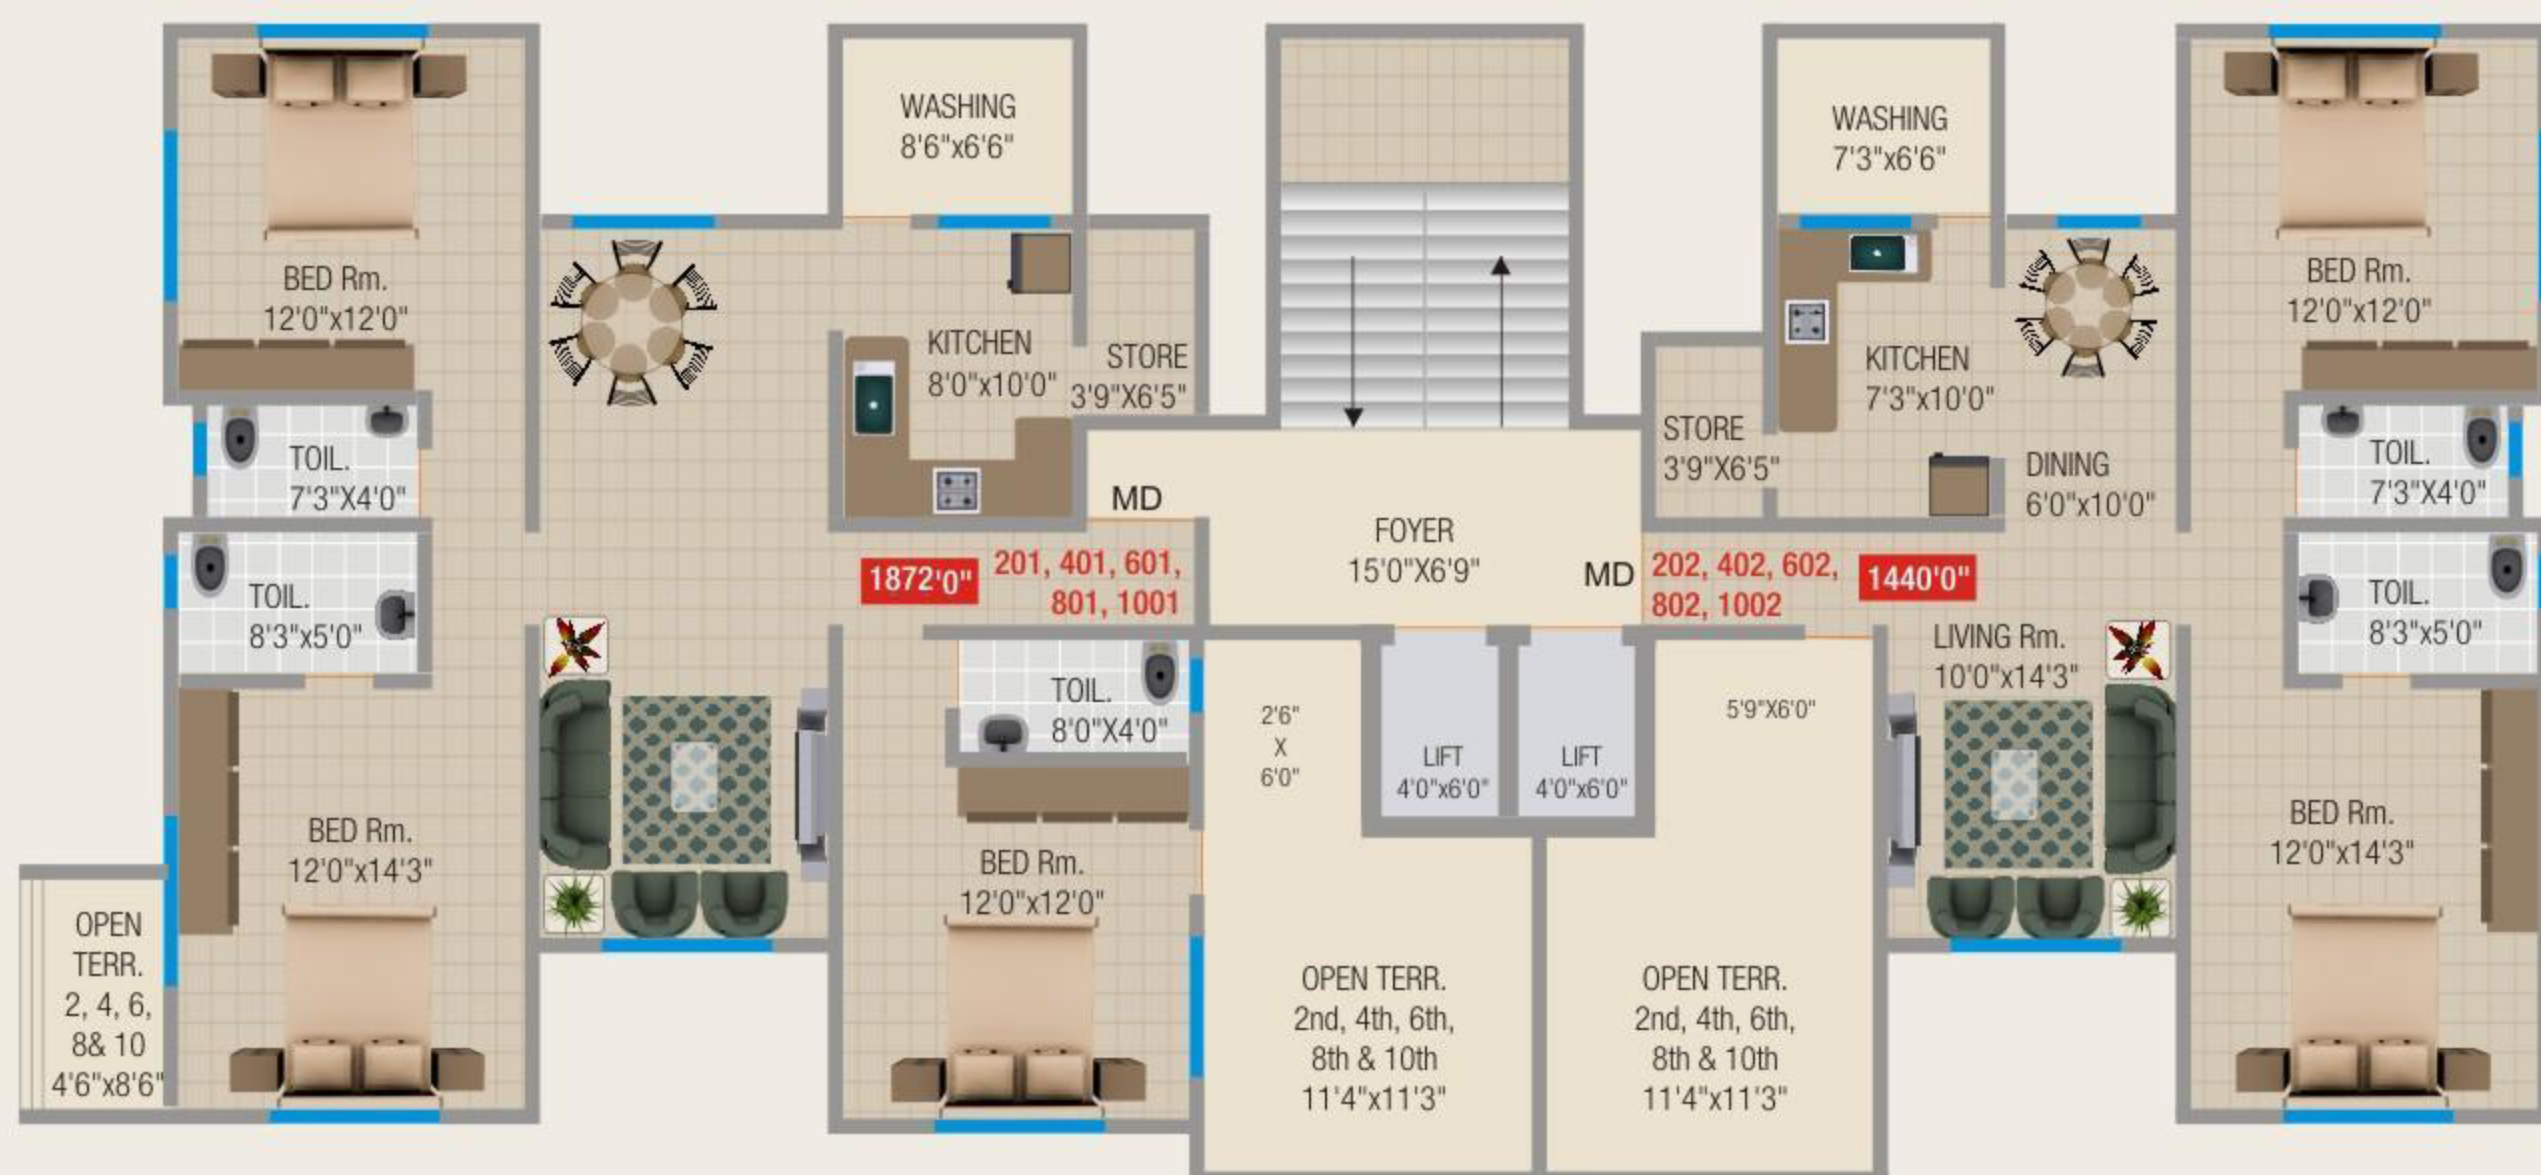 BED Rm.
12'0"x12'0"
TOIL.
7'3"X4'0"
TOIL.
8'3"x5'0"
BED Rm.
12'0"x14'3"
OPEN
TERR.
2, 4, 6,
8& 10
4'6"x8'6"
WASHING
8'6"x6'6"
KITCHEN
8'0"x10'0"
STORE
3'9"X6'5"
MD
1872'0"
201, 401, 601,
801, 1001
TOIL.
8'0"X4'0"
BED Rm.
12'0"x12'0"
FOYER
15'0"X6'9"
2'6"
X
6'0"
LIFT
4'0"x6'0"
LIFT
4'0"x6'0"
5'9"X6'0"
OPEN TERR.
2nd, 4th, 6th,
8th & 10th
11'4"x11'3"
OPEN TERR.
2nd, 4th, 6th,
8th & 10th
11'4"x11'3"
WASHING
7'3"x6'6"
KITCHEN
7'3"x10'0"
STORE
3'9"X6'5"
DINING
6'0"x10'0"
MD
202, 402, 602,
802, 1002
1440'0"
LIVING Rm.
10'0"x14'3"
BED Rm.
12'0"x12'0"
TOIL.
7'3"X4'0"
TOIL.
8'3"x5'0"
BED Rm.
12'0"x14'3"